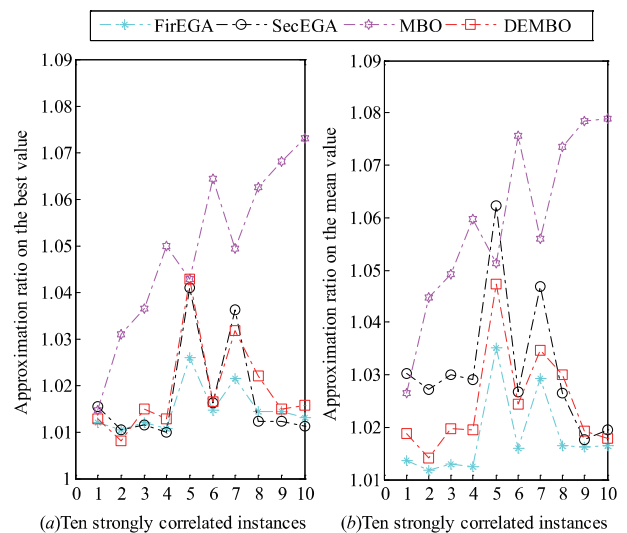 FirEGA SecEGA MBO DEMBO
Approximation ratio on the best value
1.09
1.08
1.07
1.06
1.05
1.04
1.03
1.02
1.01
1
0 1 2 3 4 5 6 7 8 9 10
(a)Ten strongly correlated instances
Approximation ratio on the mean value
1.09
1.08
1.07
1.06
1.05
1.04
1.03
1.02
1.01
0 1 2 3 4 5 6 7 8 9 10
(b)Ten strongly correlated instances